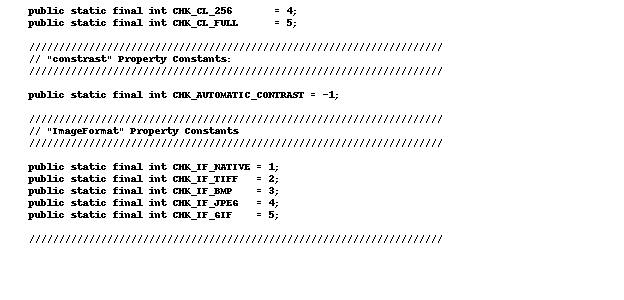 public static final int CHK_CL_256       = 4;
public static final int CHK_CL_FULL      = 5;
/////////////////////////////////////////////////////////////////////
// "constrast" Property Constants:
/////////////////////////////////////////////////////////////////////
public static final int CHK_AUTOMATIC_CONTRAST = -1;
/////////////////////////////////////////////////////////////////////
// "ImageFormat" Property Constants
/////////////////////////////////////////////////////////////////////
public static final int CHK_IF_NATIVE = 1;
public static final int CHK_IF_TIFF   = 2;
public static final int CHK_IF_BMP    = 3;
public static final int CHK_IF_JPEG   = 4;
public static final int CHK_IF_GIF    = 5;
/////////////////////////////////////////////////////////////////////